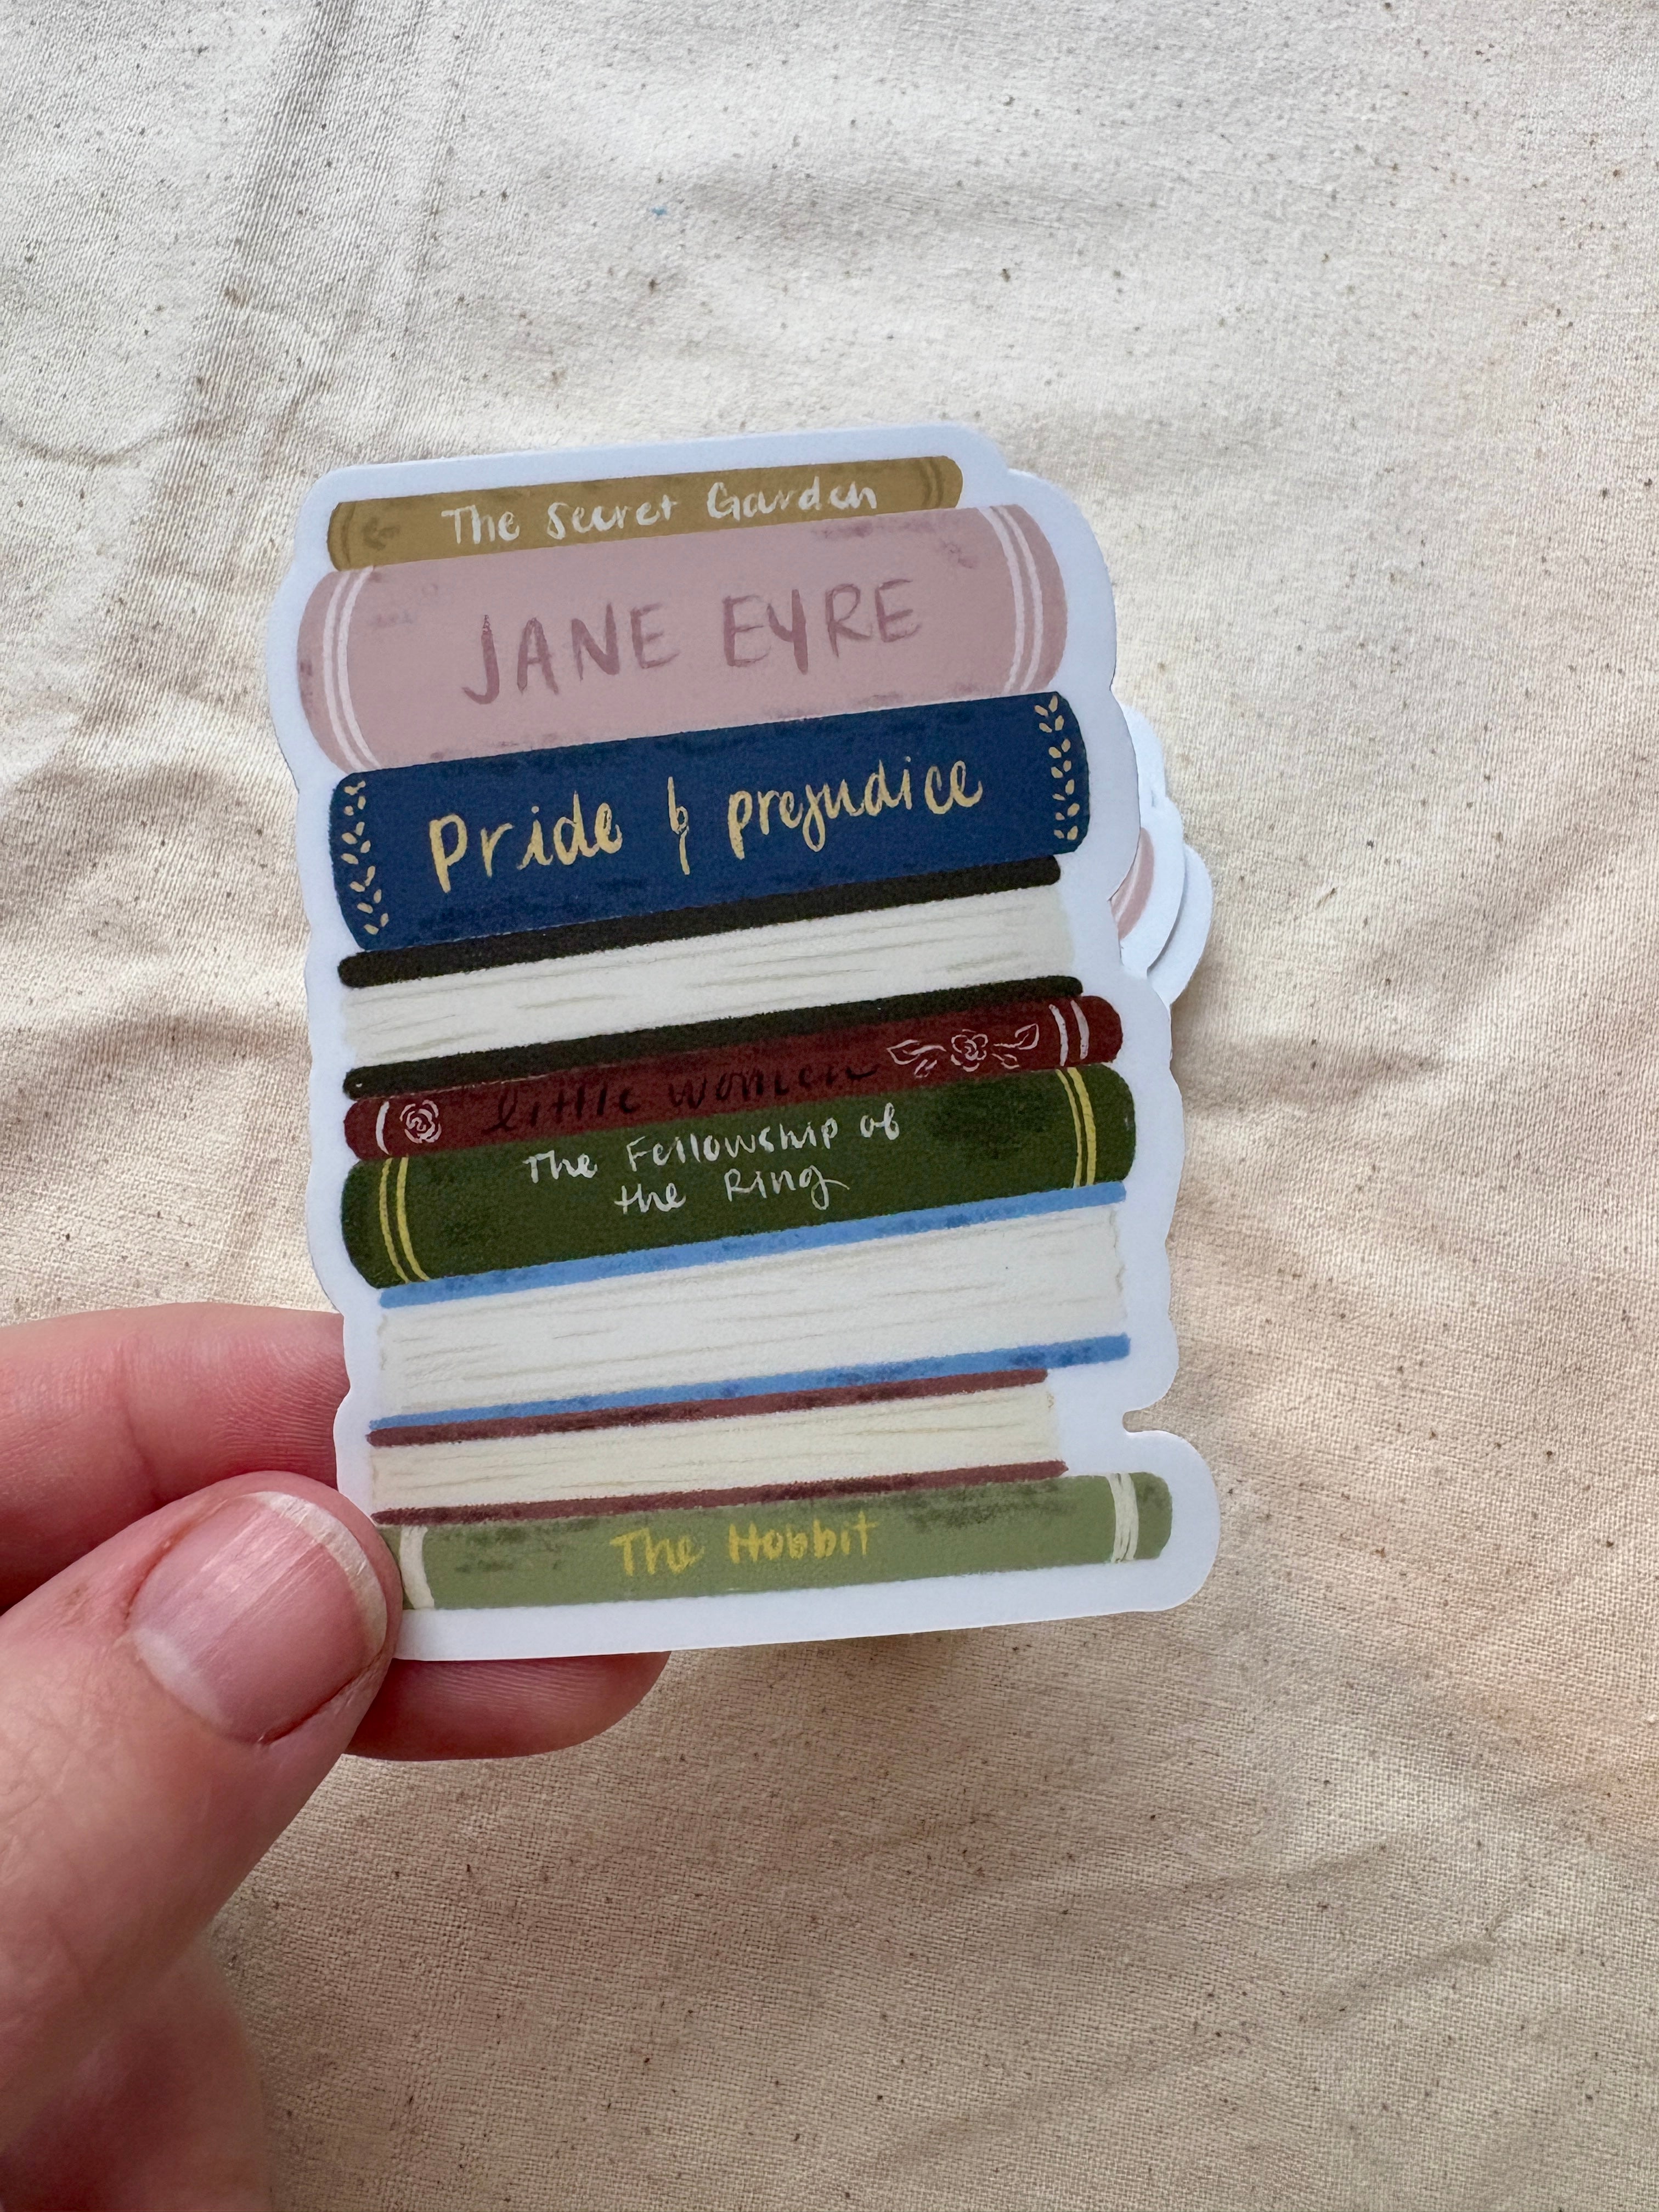 The Secret Garden
JANE EYRE
Pride & prejudice
little women
The Fellowship of
the Ring
The Hobbit